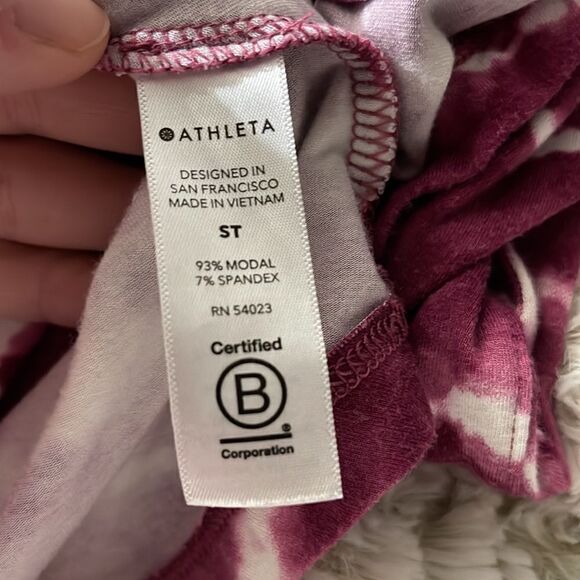 ATHLETA
DESIGNED IN
SAN FRANCISCO
MADE IN VIETNAM
ST
93% MODAL
7% SPANDEX
RN 54023
Certified
B
®
Corporation